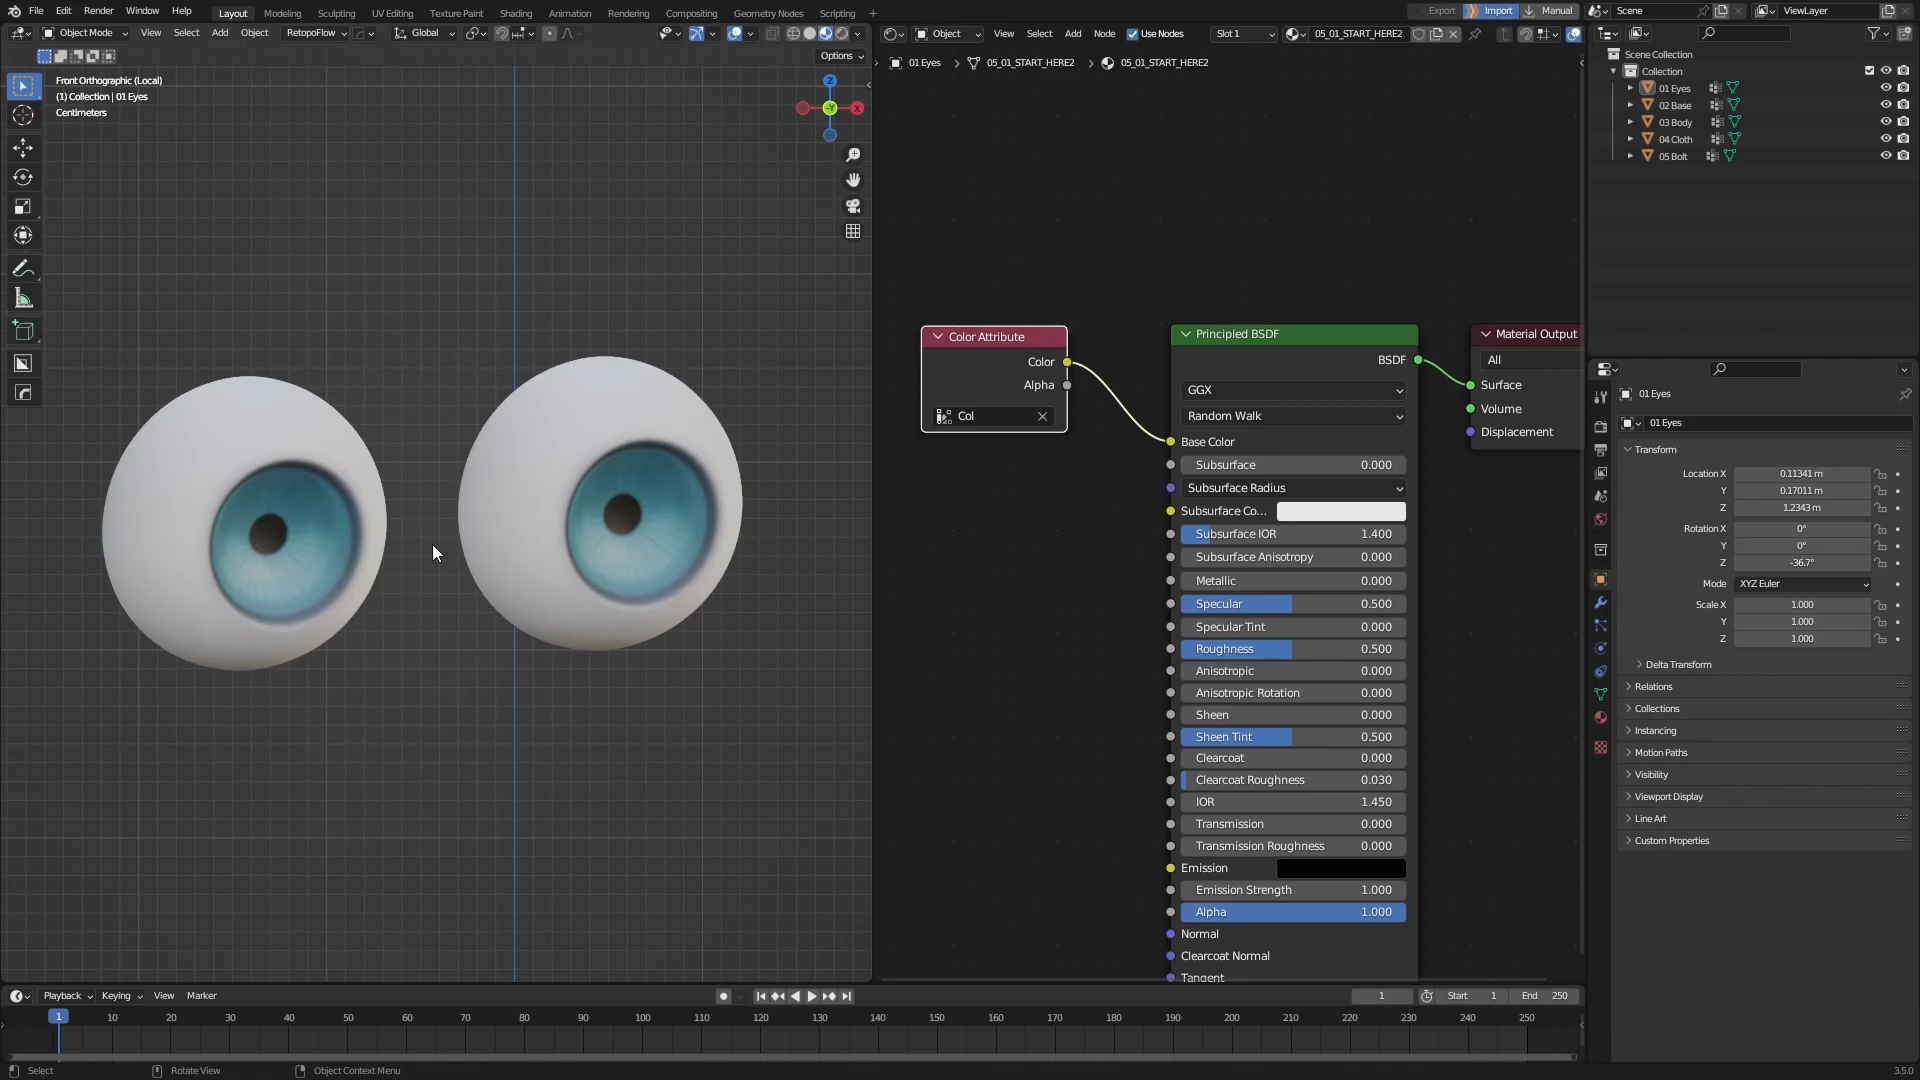 File Edit Render Window Help Layout Modeling Sculpting UV Editing Texture Paint Shading Animation Rendering Compositing Geometry Nodes Scripting + Export Import Manual Scene ViewLayer
Object Mode View Select Add Object RetopoFlow Global Object View Select Add Node Use Nodes Slot 1 05_01_START_HERE2
Options
01 Eyes 05_01_START_HERE2 05_01_START_HERE2
Front Orthographic (Local)
(1) Collection | 01 Eyes
Centimeters
Z
-Y
X
Color Attribute
Color
Alpha
Col
Principled BSDF
BSDF
GGX
Random Walk
Base Color
Subsurface 0.000
Subsurface Radius
Subsurface Co...
Subsurface IOR 1.400
Subsurface Anisotropy 0.000
Metallic 0.000
Specular 0.500
Specular Tint 0.000
Roughness 0.500
Anisotropic 0.000
Anisotropic Rotation 0.000
Sheen 0.000
Sheen Tint 0.500
Clearcoat 0.000
Clearcoat Roughness 0.030
IOR 1.450
Transmission 0.000
Transmission Roughness 0.000
Emission
Emission Strength 1.000
Alpha 1.000
Normal
Clearcoat Normal
Tangent
Material Output
All
Surface
Volume
Displacement
Scene Collection
Collection
01 Eyes
02 Base
03 Body
04 Cloth
05 Bolt
01 Eyes
01 Eyes
Transform
Location X 0.11341 m
Y 0.17011 m
Z 1.2343 m
Rotation X 0°
Y 0°
Z -36.7°
Mode XYZ Euler
Scale X 1.000
Y 1.000
Z 1.000
Delta Transform
Relations
Collections
Instancing
Motion Paths
Visibility
Viewport Display
Line Art
Custom Properties
Playback Keying View Marker 1 Start 1 End 250
1 10 20 30 40 50 60 70 80 90 100 110 120 130 140 150 160 170 180 190 200 210 220 230 240 250
Select Rotate View Object Context Menu 3.5.0